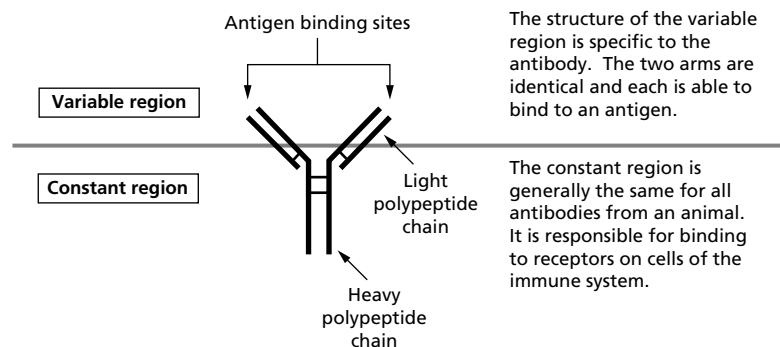 Antigen binding sites
Variable region
The structure of the variable
region is specific to the
antibody.  The two arms are
identical and each is able to
bind to an antigen.
Constant region
Light
polypeptide
chain
Heavy
polypeptide
chain
The constant region is
generally the same for all
antibodies from an animal.
It is responsible for binding
to receptors on cells of the
immune system.